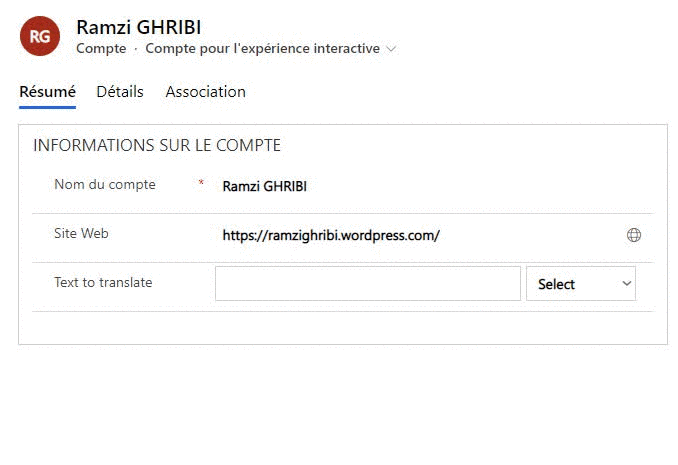 RG
Ramzi GHRIBI
Compte · Compte pour l'expérience interactive
Résumé Détails Association
INFORMATIONS SUR LE COMPTE
Nom du compte * Ramzi GHRIBI
Site Web https://ramzighribi.wordpress.com/
Text to translate Select